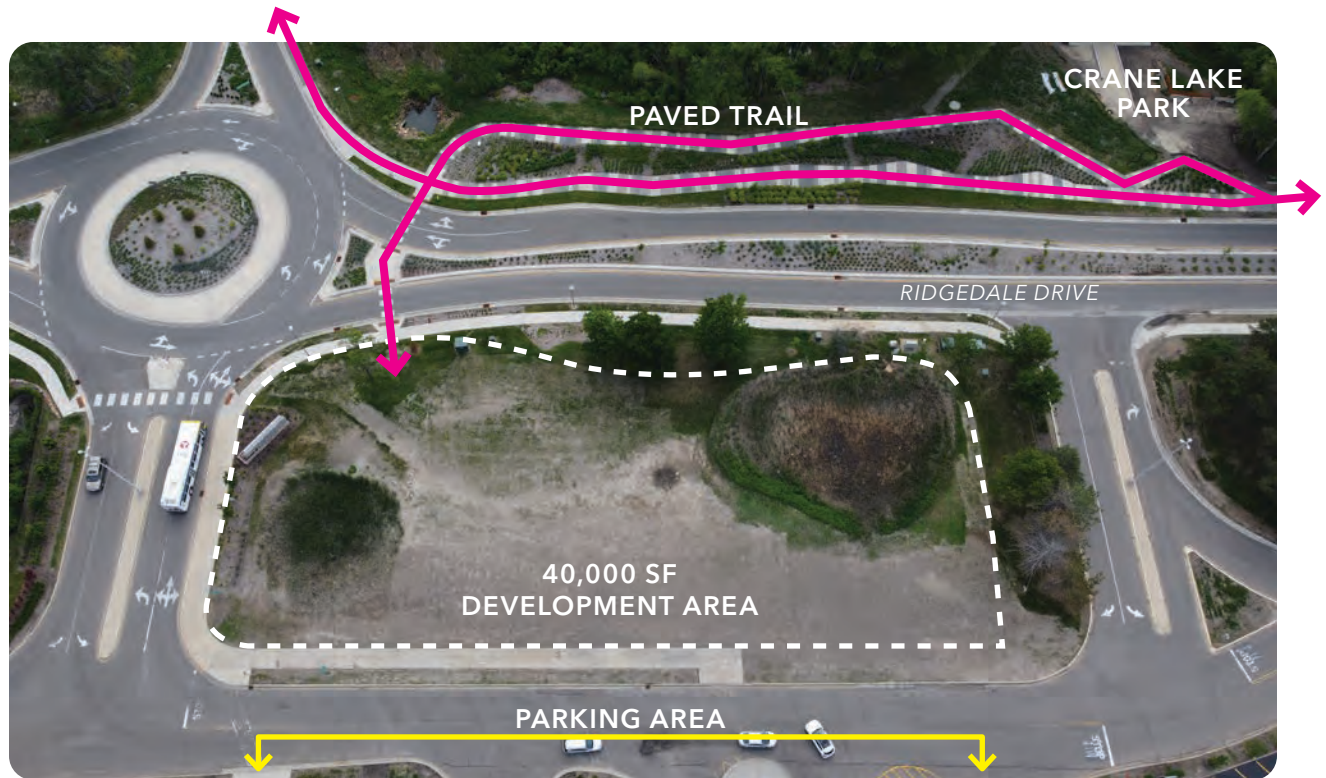 CRANE LAKE
PARK
PAVED TRAIL
RIDGEDALE DRIVE
40,000 SF
DEVELOPMENT AREA
PARKING AREA